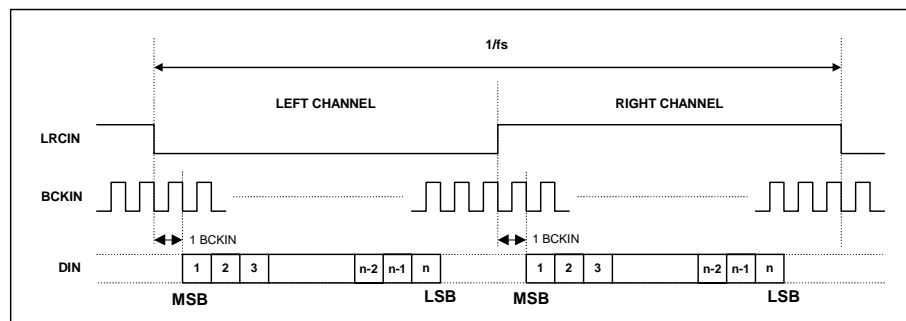 1/fs
LEFT CHANNEL RIGHT CHANNEL
LRCIN
BCKIN
1 BCKIN 1 BCKIN
DIN 1 2 3 n-2 n-1 n 1 2 3 n-2 n-1 n
MSB LSB MSB LSB